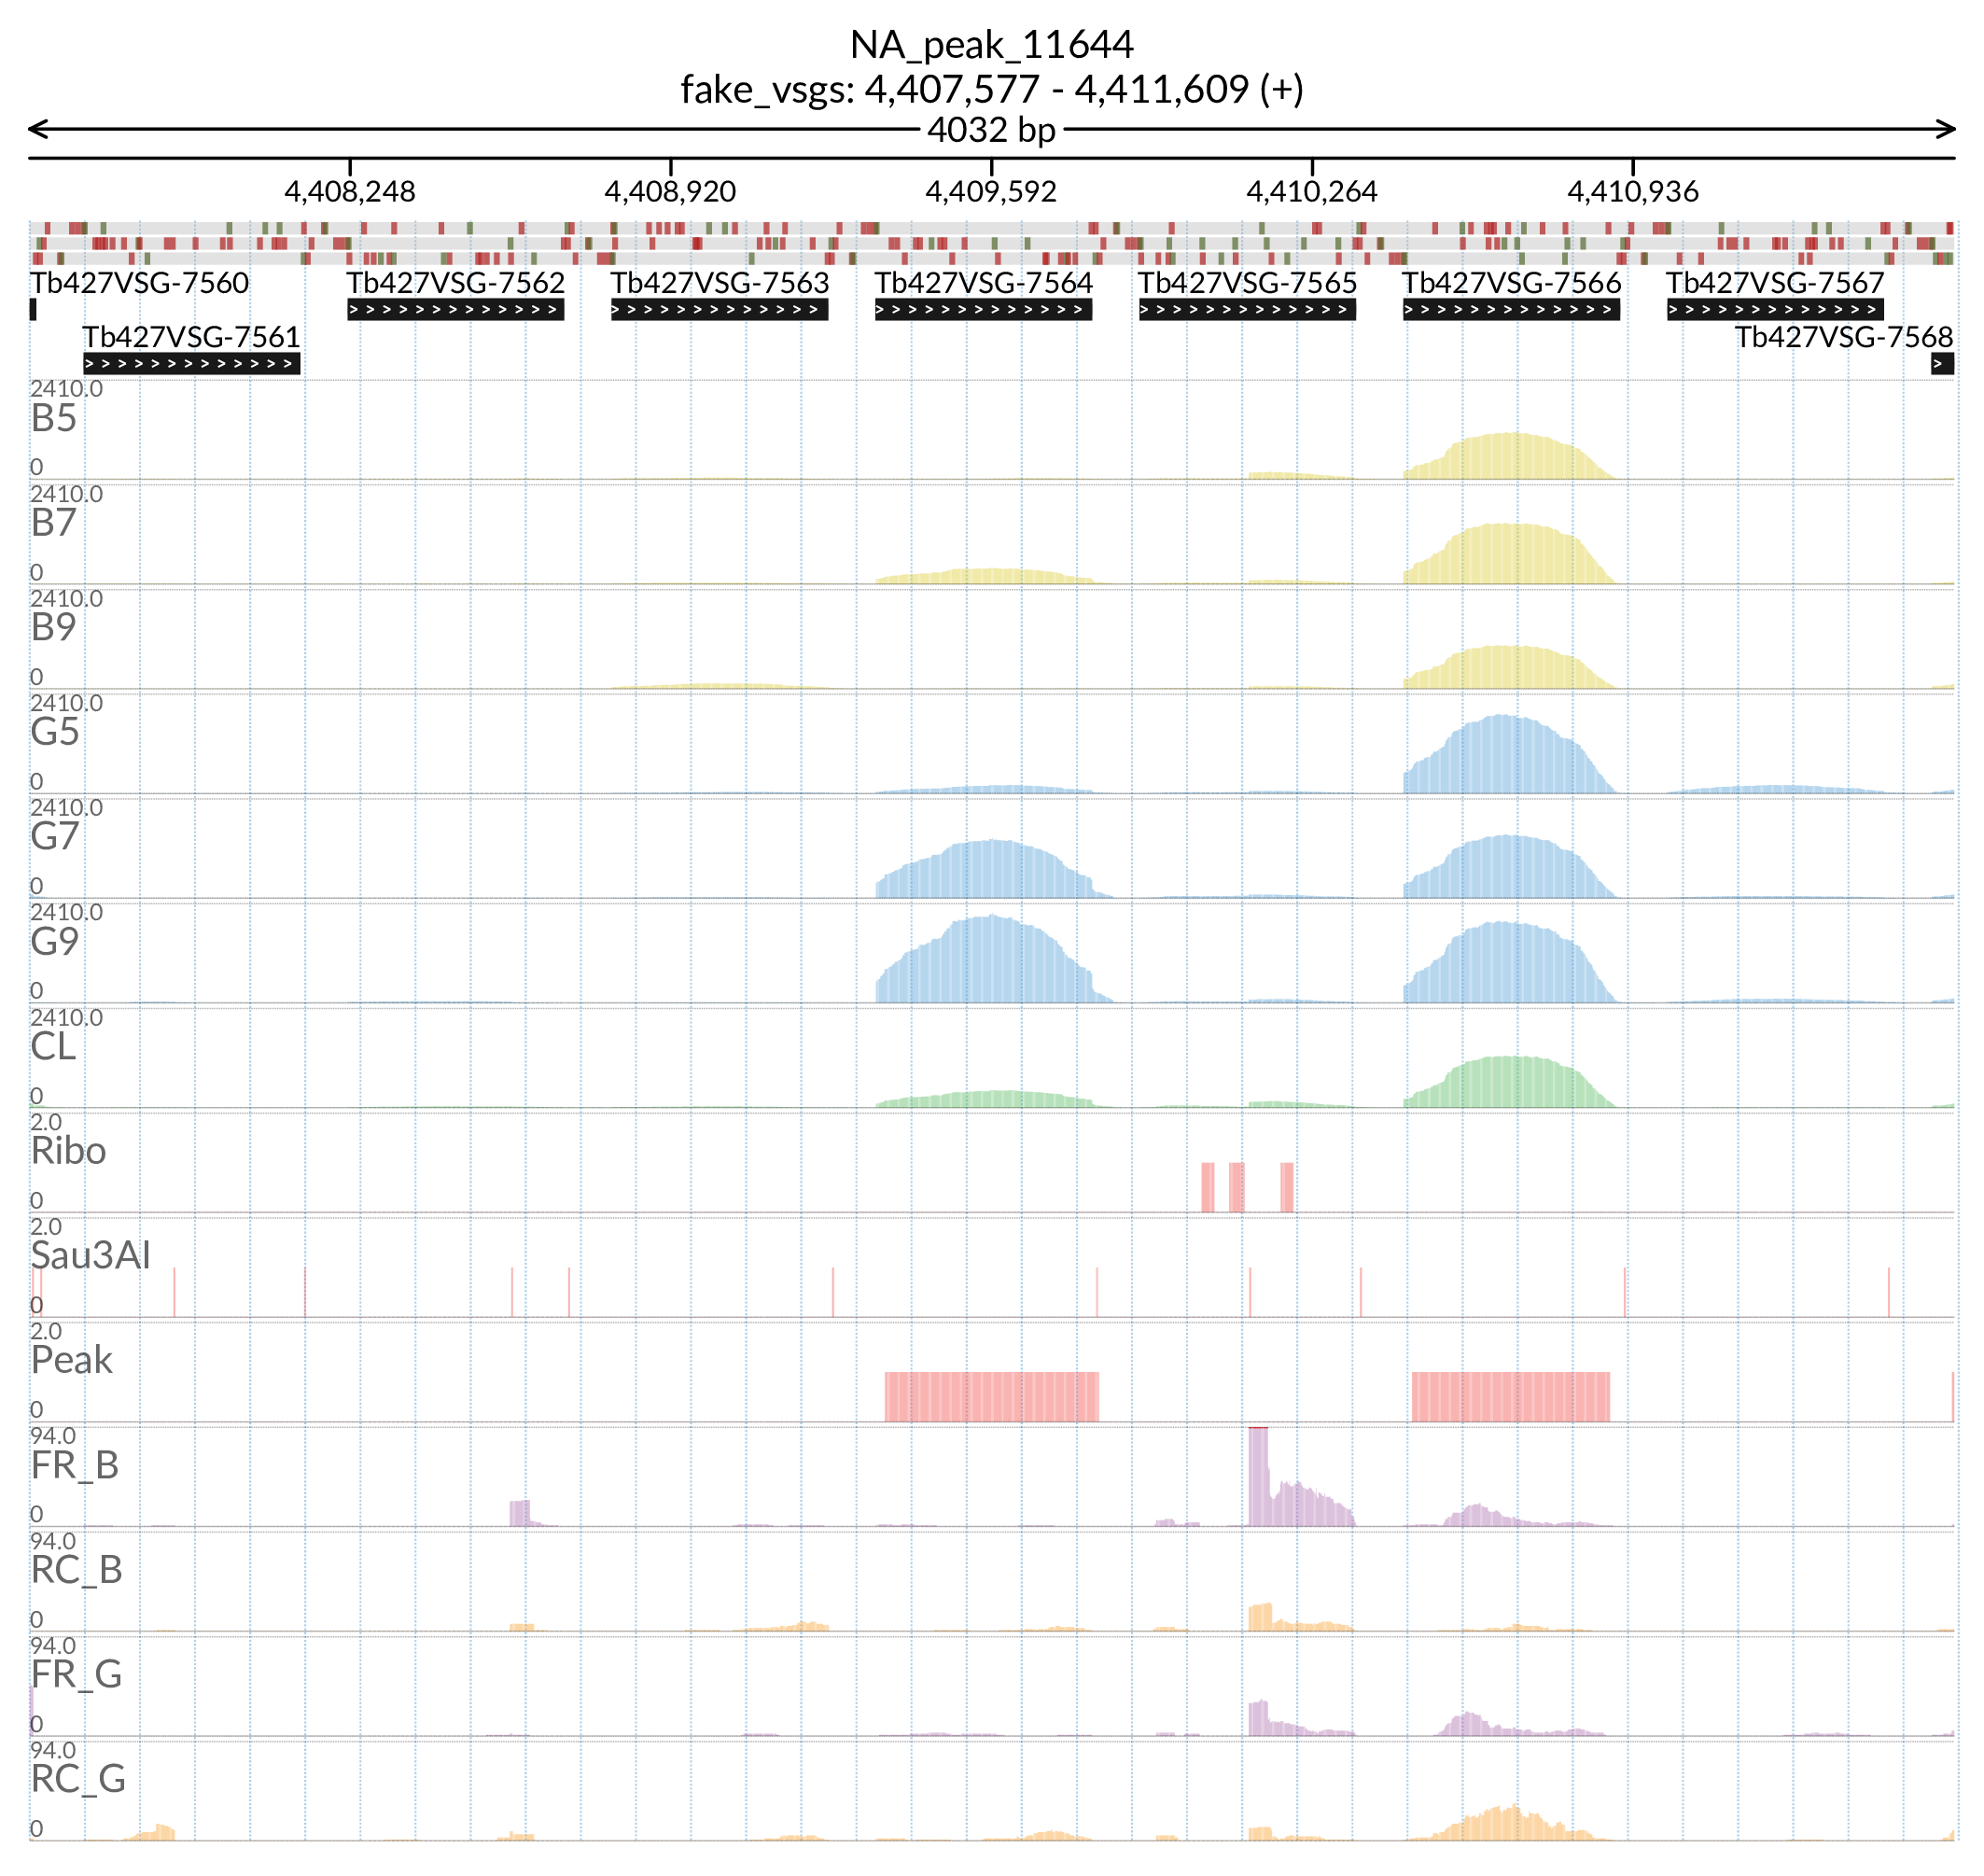 NA_peak_11644
fake_vsgs: 4,407,577 - 4,411,609 (+)
4032 bp
4,408,248 4,408,920 4,409,592 4,410,264 4,410,936
Tb427VSG-7560 Tb427VSG-7562 Tb427VSG-7563 Tb427VSG-7564 Tb427VSG-7565 Tb427VSG-7566 Tb427VSG-7567
Tb427VSG-7561 Tb427VSG-7568
2410.0
B5
0
2410.0
B7
0
2410.0
B9
0
2410.0
G5
0
2410.0
G7
0
2410.0
G9
0
2410.0
CL
0
2.0
Ribo
0
2.0
Sau3AI
0
2.0
Peak
0
94.0
FR_B
0
94.0
RC_B
0
94.0
FR_G
0
94.0
RC_G
0